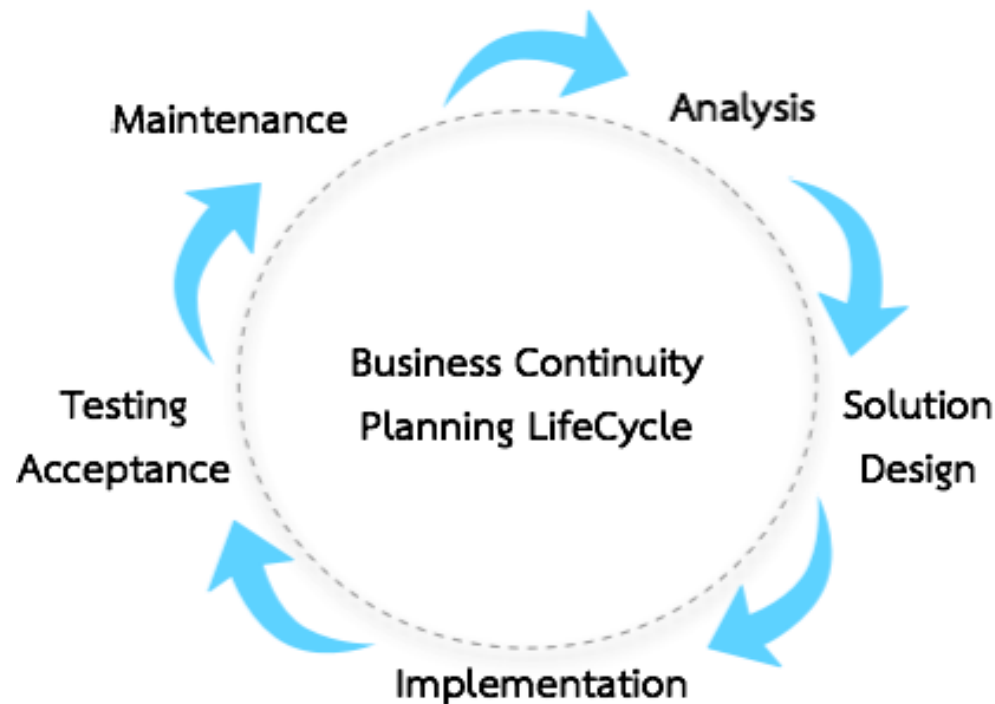 Maintenance
Analysis
Business Continuity
Planning LifeCycle
Testing
Acceptance
Solution
Design
Implementation